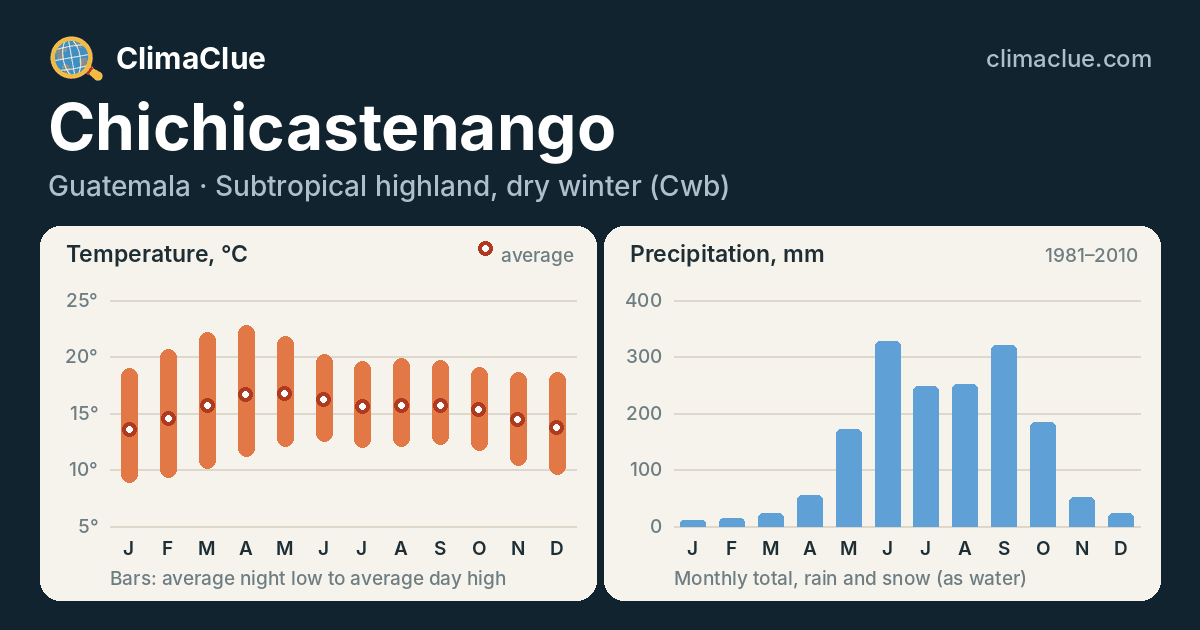 ClimaClue
climaclue.com
Chichicastenango
Guatemala · Subtropical highland, dry winter (Cwb)
Temperature, °C
average
25°
20°
15°
10°
5°
J F M A M J J A S O N D
Bars: average night low to average day high
Precipitation, mm
1981–2010
400
300
200
100
0
J F M A M J J A S O N D
Monthly total, rain and snow (as water)